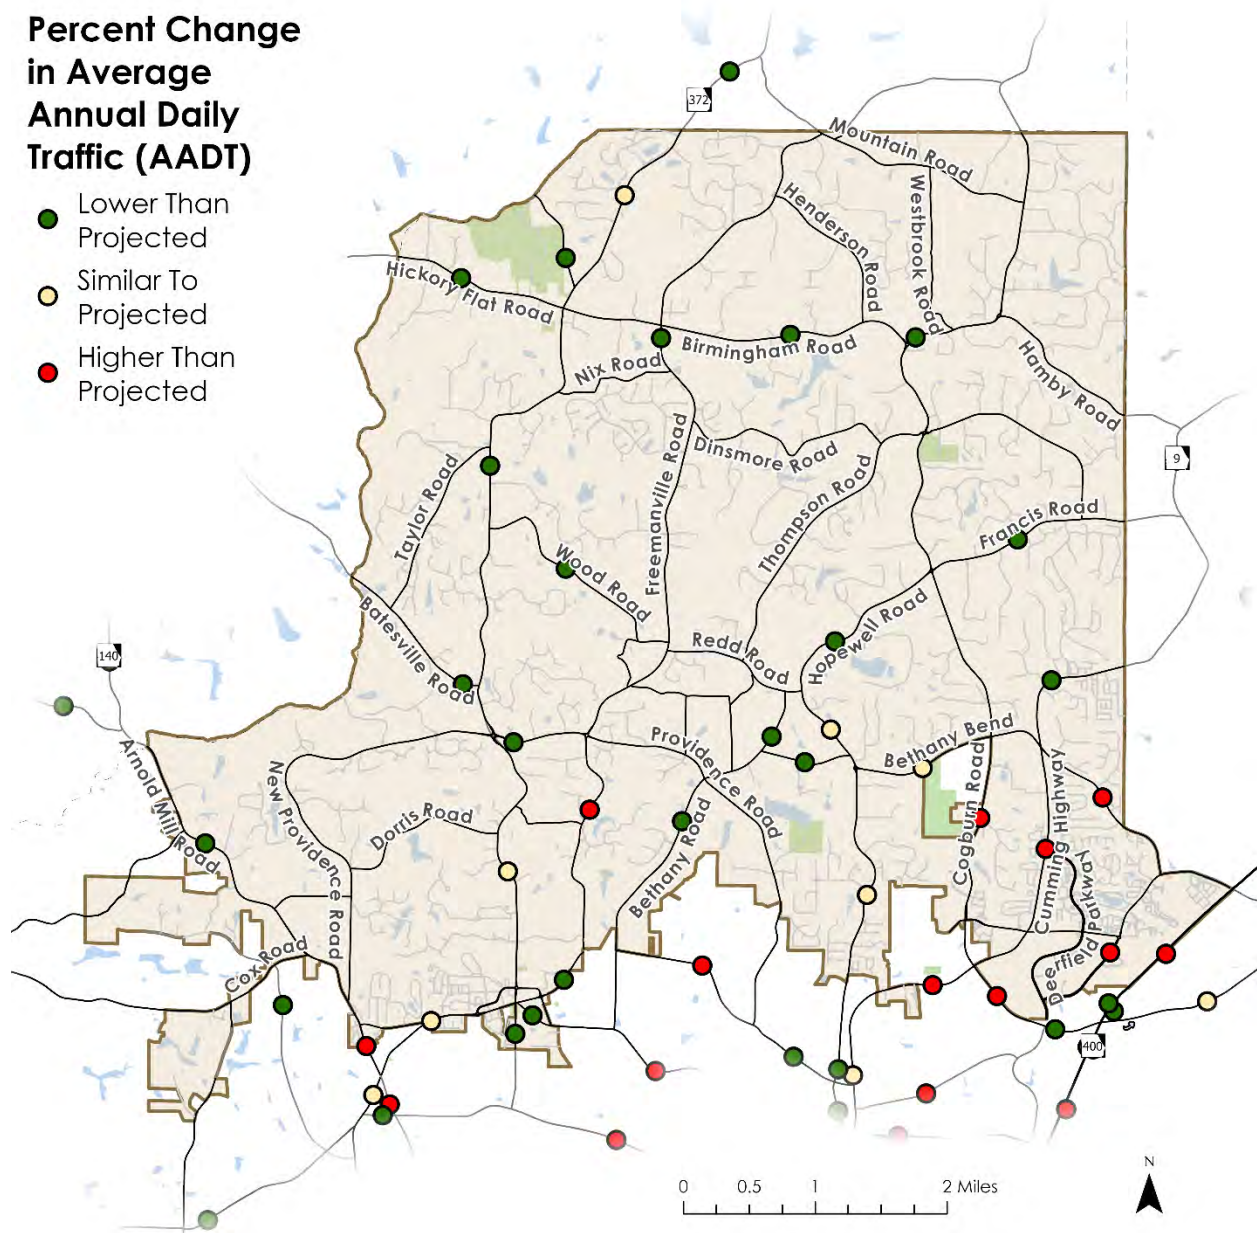 Percent Change
in Average
Annual Daily
Traffic (AADT)
Lower Than
Projected
Similar To
Projected
Higher Than
Projected
372
Mountain Road
Henderson Road
Westbrook Road
Hickory Flat Road
Birmingham Road
Nix Road
Hamby Road
Freemanville Road
Dinsmore Road
9
Taylor Road
Thompson Road
Francis Road
Wood Road
Batesville Road
Redd Road
Hopewell Road
140
Arnold Mill Road
New Providence Road
Providence Road
Bethany Bend
Dorris Road
Bethany Road
Cogburn Road
Cumming Highway
Deerfield Parkway
Cox Road
400
N
0 0.5 1 2 Miles